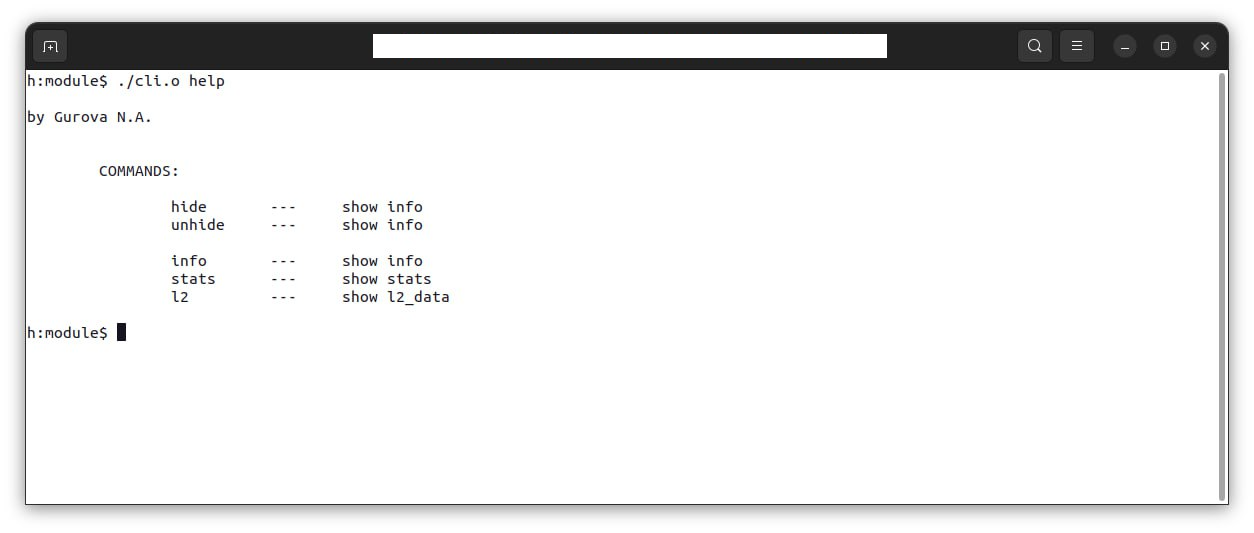 h:module$ ./cli.o help
by Gurova N.A.
COMMANDS:
hide --- show info
unhide --- show info
info --- show info
stats --- show stats
l2 --- show l2_data
h:module$